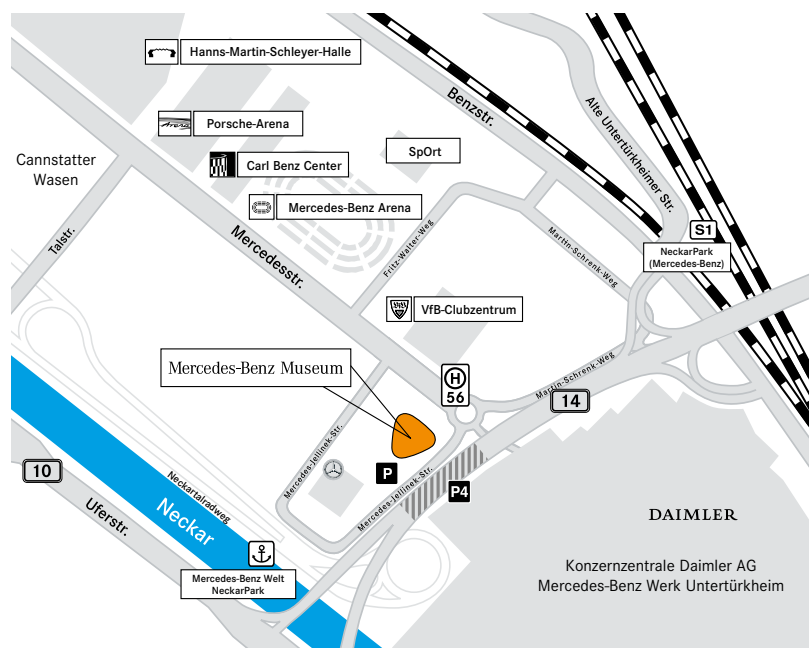 Hanns-Martin-Schleyer-Halle
Benzstr.
Alte Untertürkheimer Str.
Porsche-Arena
SpOrt
Cannstatter
Wasen
Carl Benz Center
Mercedes-Benz Arena
Talstr.
Mercedesstr.
Fritz-Walter-Weg
Martin-Schrenk-Weg
S1
NeckarPark
(Mercedes-Benz)
VfB-Clubzentrum
Mercedes-Benz Museum
H
56
Martin-Schrenk-Weg
14
10
Mercedes-Jellinek-Str.
P
P4
Mercedes-Jellinek-Str.
Neckartalradweg
Neckar
Uferstr.
DAIMLER
Konzernzentrale Daimler AG
Mercedes-Benz Werk Untertürkheim
Mercedes-Benz Welt
NeckarPark